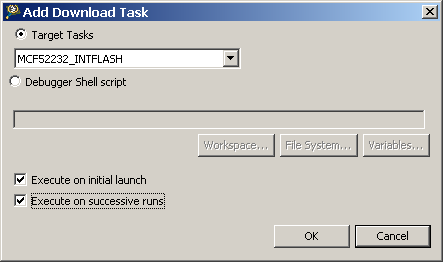 Add Download Task
Target Tasks
MCF52232_INTFLASH
Debugger Shell script
Workspace... File System... Variables...
Execute on initial launch
Execute on successive runs
OK Cancel